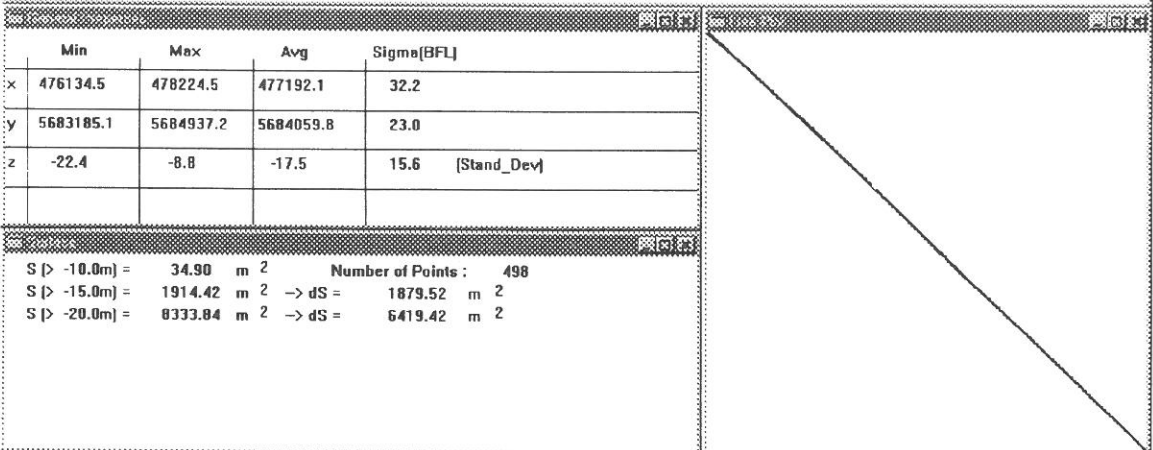 Min Max Avg Sigma(BFL)
x 476134.5 478224.5 477192.1 32.2
y 5683185.1 5684937.2 5684059.8 23.0
z -22.4 -8.8 -17.5 15.6 (Stand_Dev)
S (> -10.0m) = 34.90 m 2 Number of Points : 498
S (> -15.0m) = 1914.42 m 2 -> dS = 1879.52 m 2
S (> -20.0m) = 8333.84 m 2 -> dS = 6419.42 m 2